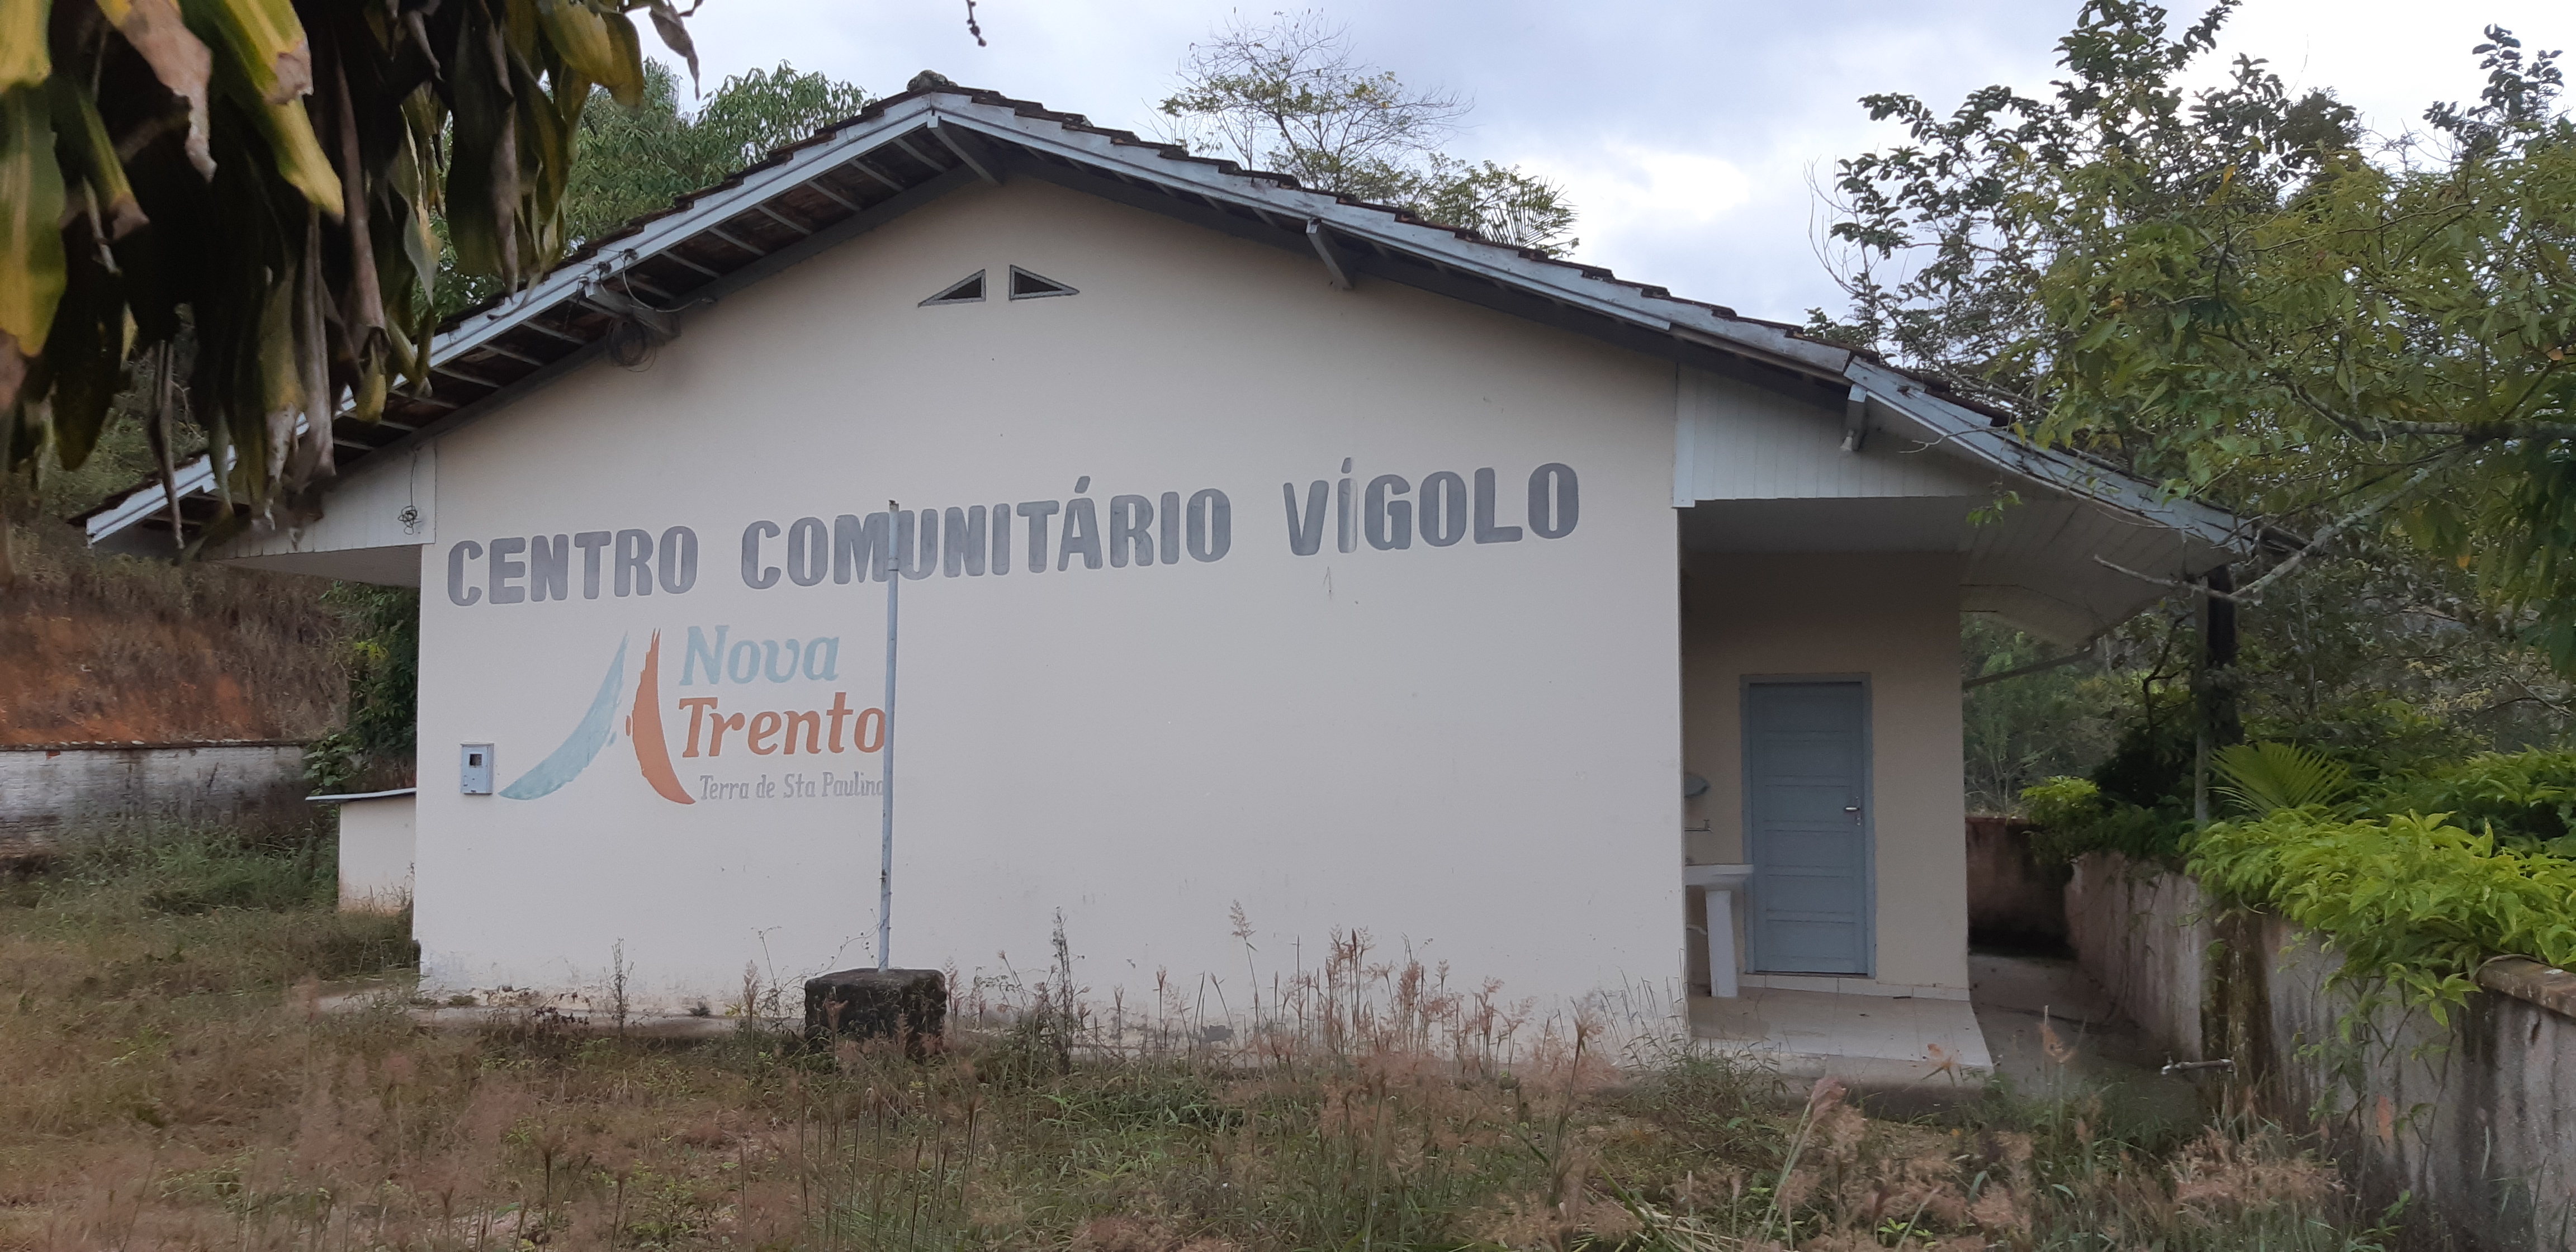 CENTRO COMUNITÁRIO VÍGOLO
Nova
Trento
Terra de Sta Paulina